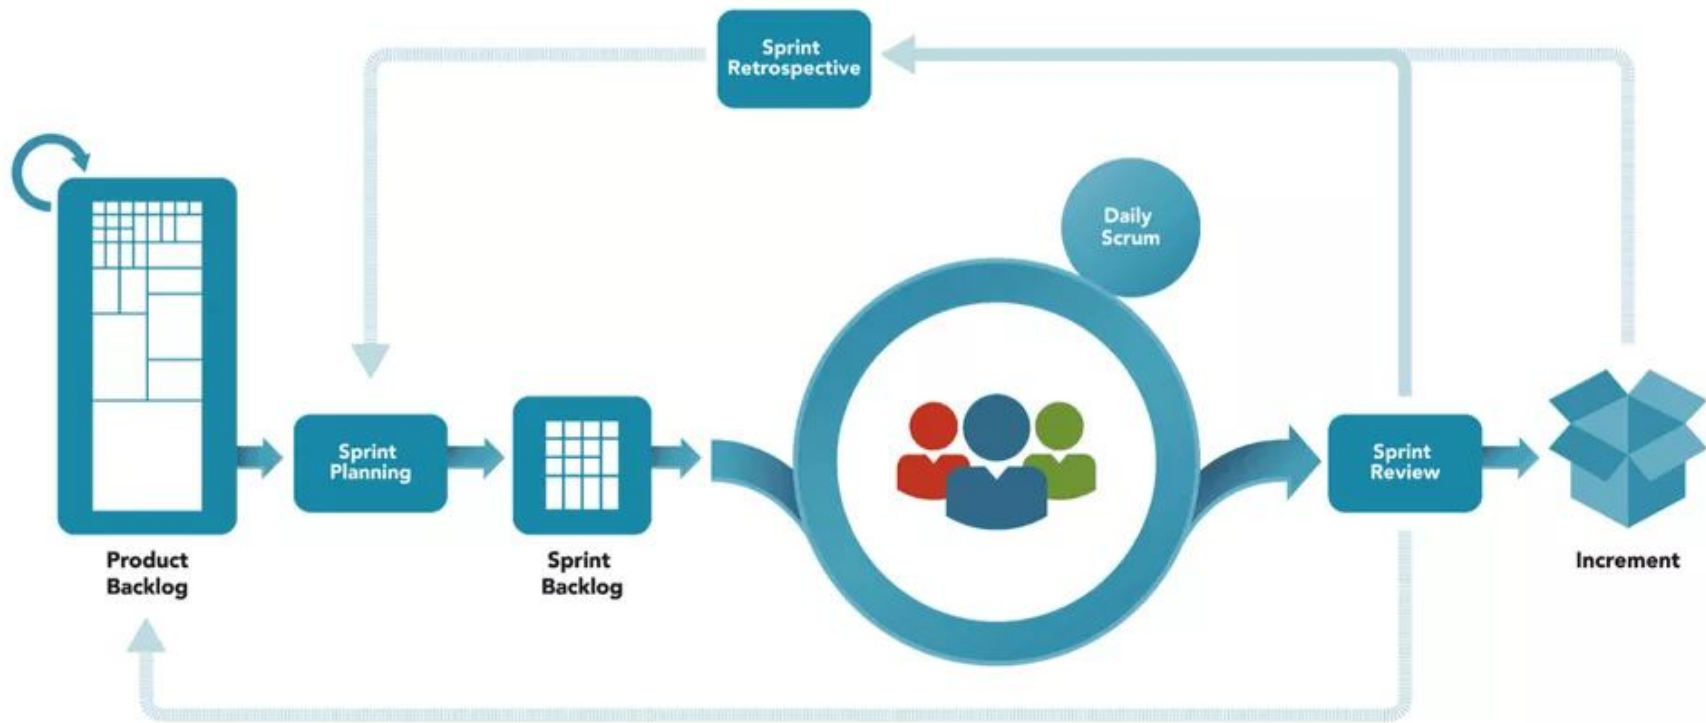 Sprint
Retrospective
Daily
Scrum
Sprint
Planning
Sprint
Review
Product
Backlog
Sprint
Backlog
Increment